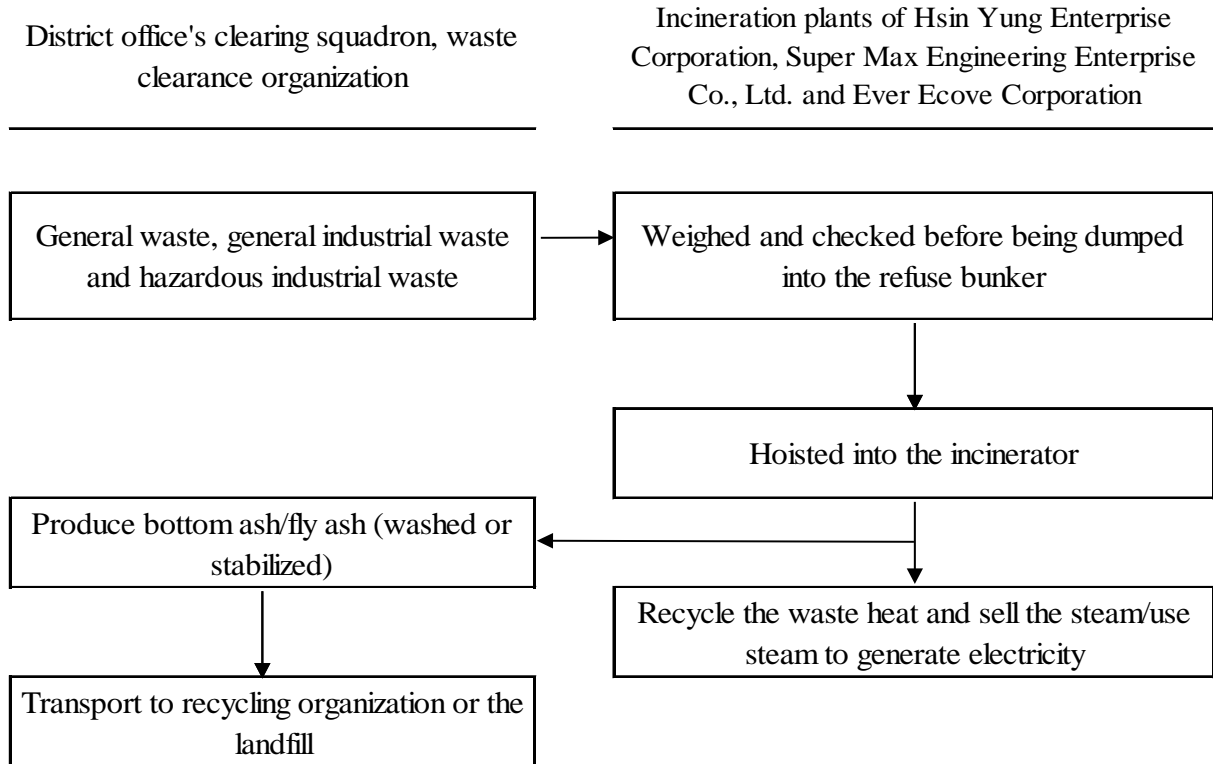 District office's clearing squadron, waste
clearance organization
Incineration plants of Hsin Yung Enterprise
Corporation, Super Max Engineering Enterprise
Co., Ltd. and Ever Ecove Corporation
General waste, general industrial waste
and hazardous industrial waste
Weighed and checked before being dumped
into the refuse bunker
Hoisted into the incinerator
Produce bottom ash/fly ash (washed or
stabilized)
Recycle the waste heat and sell the steam/use
steam to generate electricity
Transport to recycling organization or the
landfill